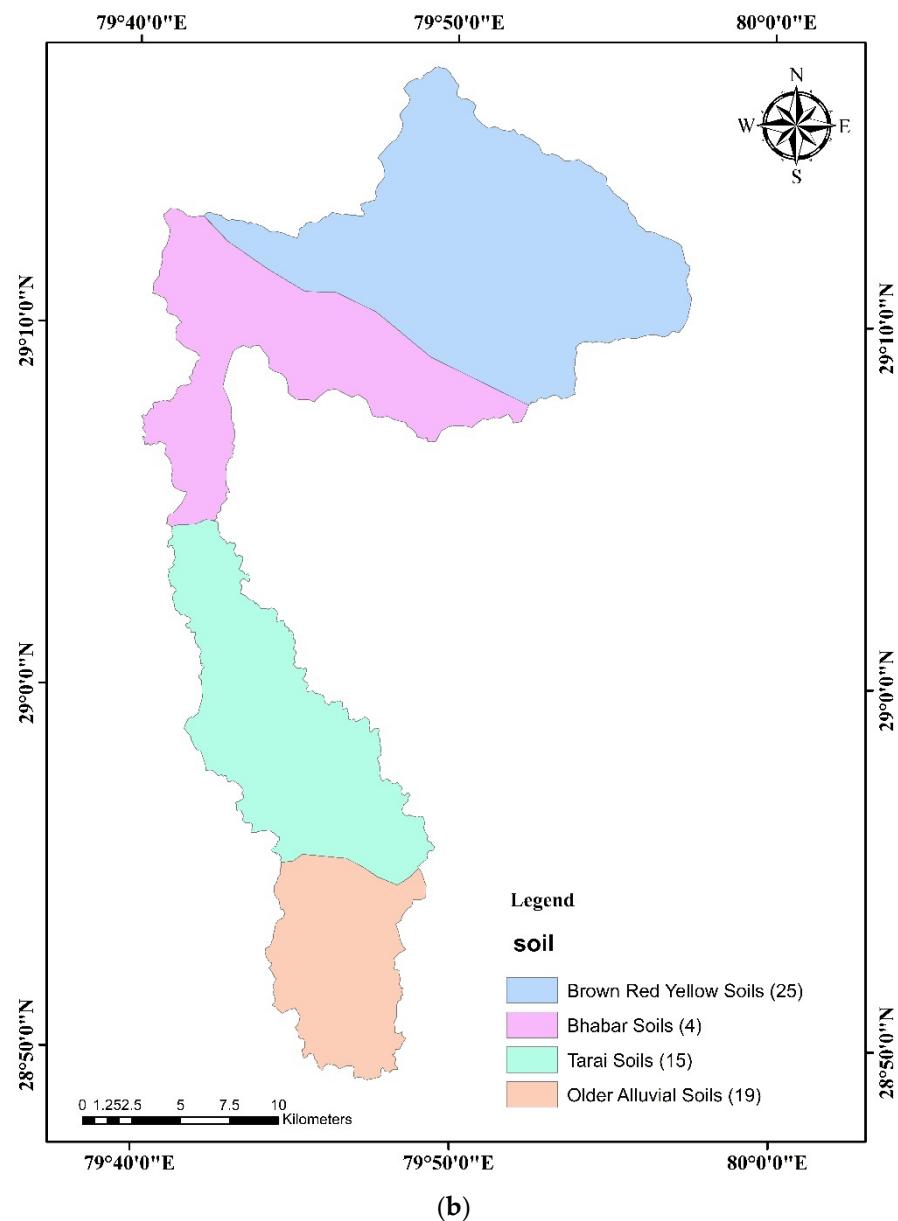 79°40'0"E 79°50'0"E 80°0'0"E
N
W E
S
29°10'0"N 29°10'0"N
29°0'0"N 29°0'0"N
28°50'0"N 28°50'0"N
Legend
soil
Brown Red Yellow Soils (25)
Bhabar Soils (4)
Tarai Soils (15)
Older Alluvial Soils (19)
0 1.25 2.5 5 7.5 10
Kilometers
79°40'0"E 79°50'0"E 80°0'0"E
(b)